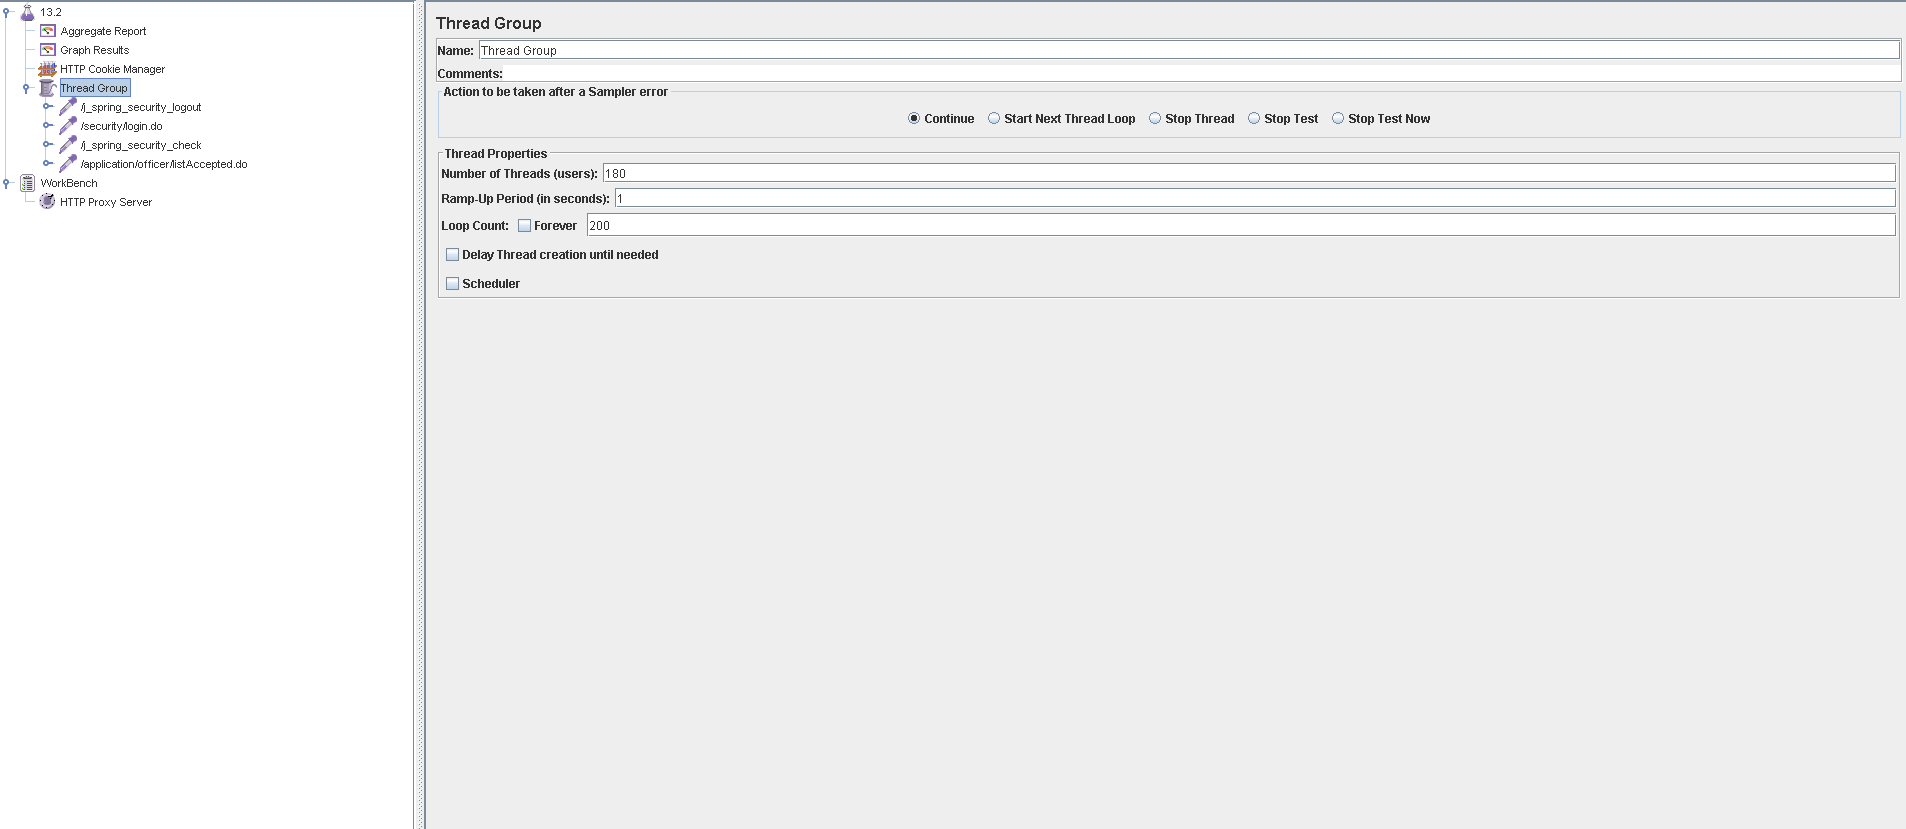 13.2
Aggregate Report
Graph Results
HTTP Cookie Manager
Thread Group
/j_spring_security_logout
/security/login.do
/j_spring_security_check
/application/officer/listAccepted.do
WorkBench
HTTP Proxy Server
Thread Group
Name: Thread Group
Comments:
Action to be taken after a Sampler error
Continue Start Next Thread Loop Stop Thread Stop Test Stop Test Now
Thread Properties
Number of Threads (users): 180
Ramp-Up Period (in seconds): 1
Loop Count: Forever 200
Delay Thread creation until needed
Scheduler